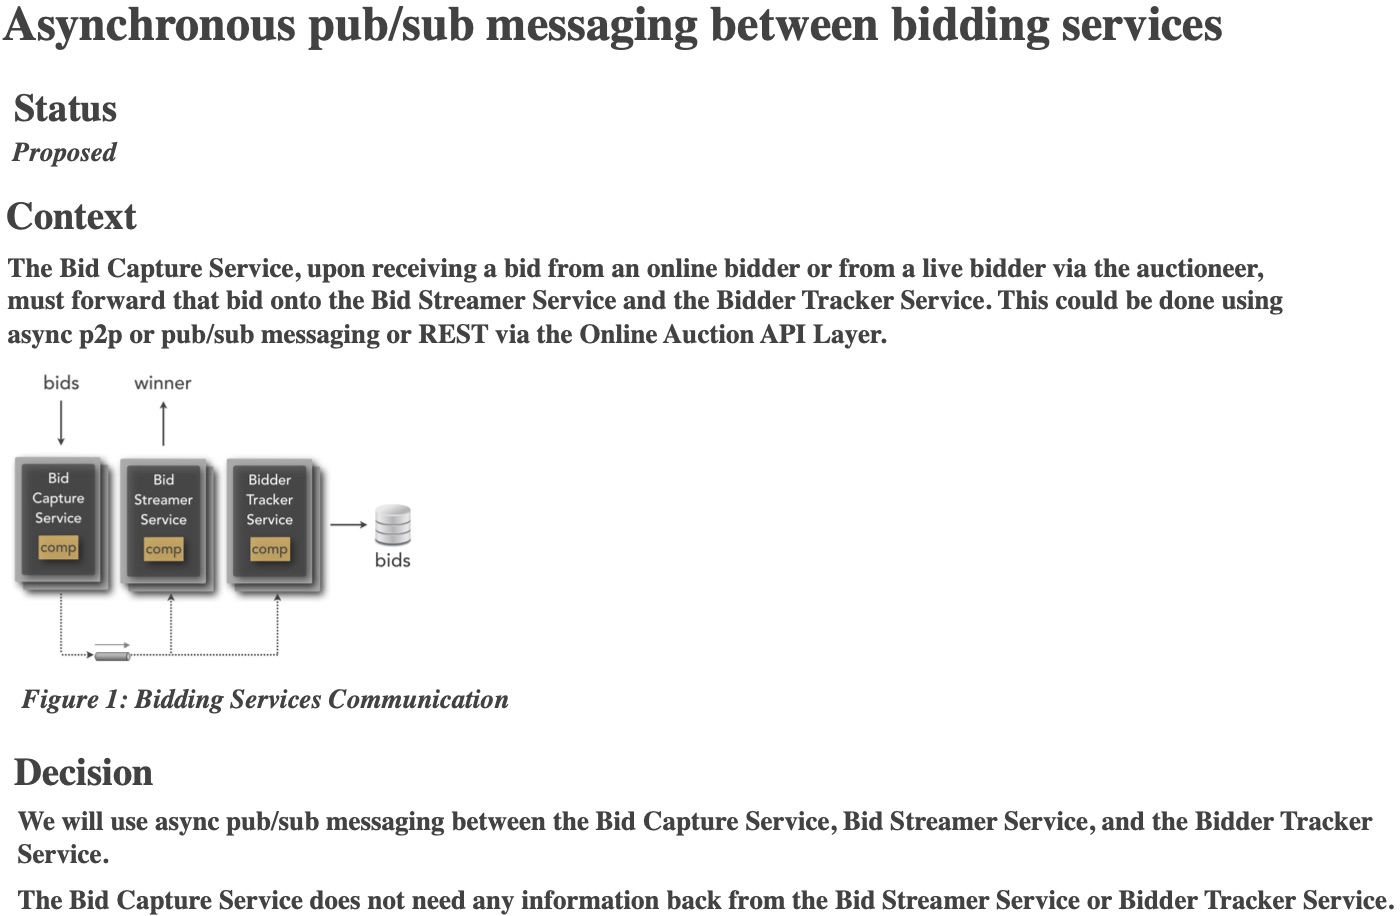 Asynchronous pub/sub messaging between bidding services
Status
Proposed
Context
The Bid Capture Service, upon receiving a bid from an online bidder or from a live bidder via the auctioneer,
must forward that bid onto the Bid Streamer Service and the Bidder Tracker Service. This could be done using
async p2p or pub/sub messaging or REST via the Online Auction API Layer.
bids
winner
Bid
Capture
Service
comp
Bid
Streamer
Service
comp
Bidder
Tracker
Service
comp
bids
Figure 1: Bidding Services Communication
Decision
We will use async pub/sub messaging between the Bid Capture Service, Bid Streamer Service, and the Bidder Tracker
Service.
The Bid Capture Service does not need any information back from the Bid Streamer Service or Bidder Tracker Service.